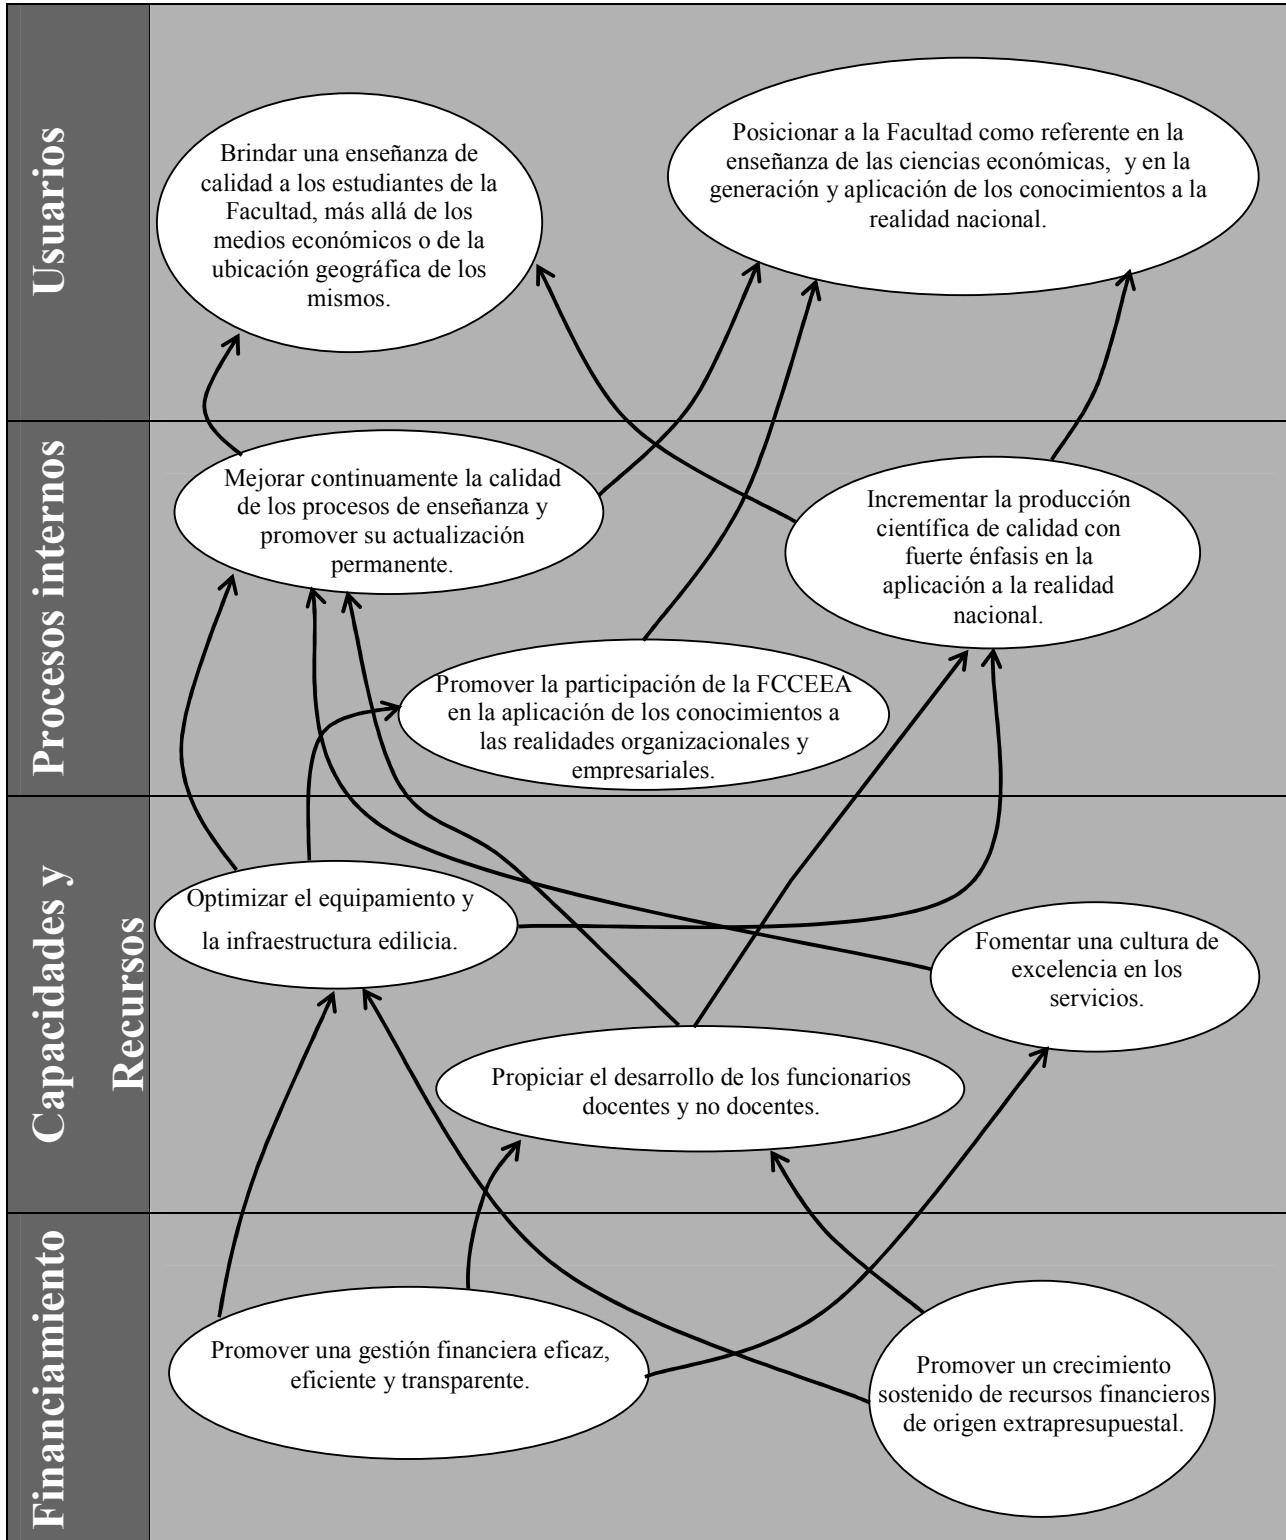 Usuarios
Brindar una enseñanza de
calidad a los estudiantes de la
Facultad, más allá de los
medios económicos o de la
ubicación geográfica de los
mismos.
Posicionar a la Facultad como referente en la
enseñanza de las ciencias económicas, y en la
generación y aplicación de los conocimientos a la
realidad nacional.
Procesos internos
Mejorar continuamente la calidad
de los procesos de enseñanza y
promover su actualización
permanente.
Incrementar la producción
científica de calidad con
fuerte énfasis en la
aplicación a la realidad
nacional.
Promover la participación de la FCCEEA
en la aplicación de los conocimientos a
las realidades organizacionales y
empresariales.
Capacidades y
Recursos
Optimizar el equipamiento y
la infraestructura edilicia.
Fomentar una cultura de
excelencia en los
servicios.
Propiciar el desarrollo de los funcionarios
docentes y no docentes.
Financiamiento
Promover una gestión financiera eficaz,
eficiente y transparente.
Promover un crecimiento
sostenido de recursos financieros
de origen extrapresupuestal.